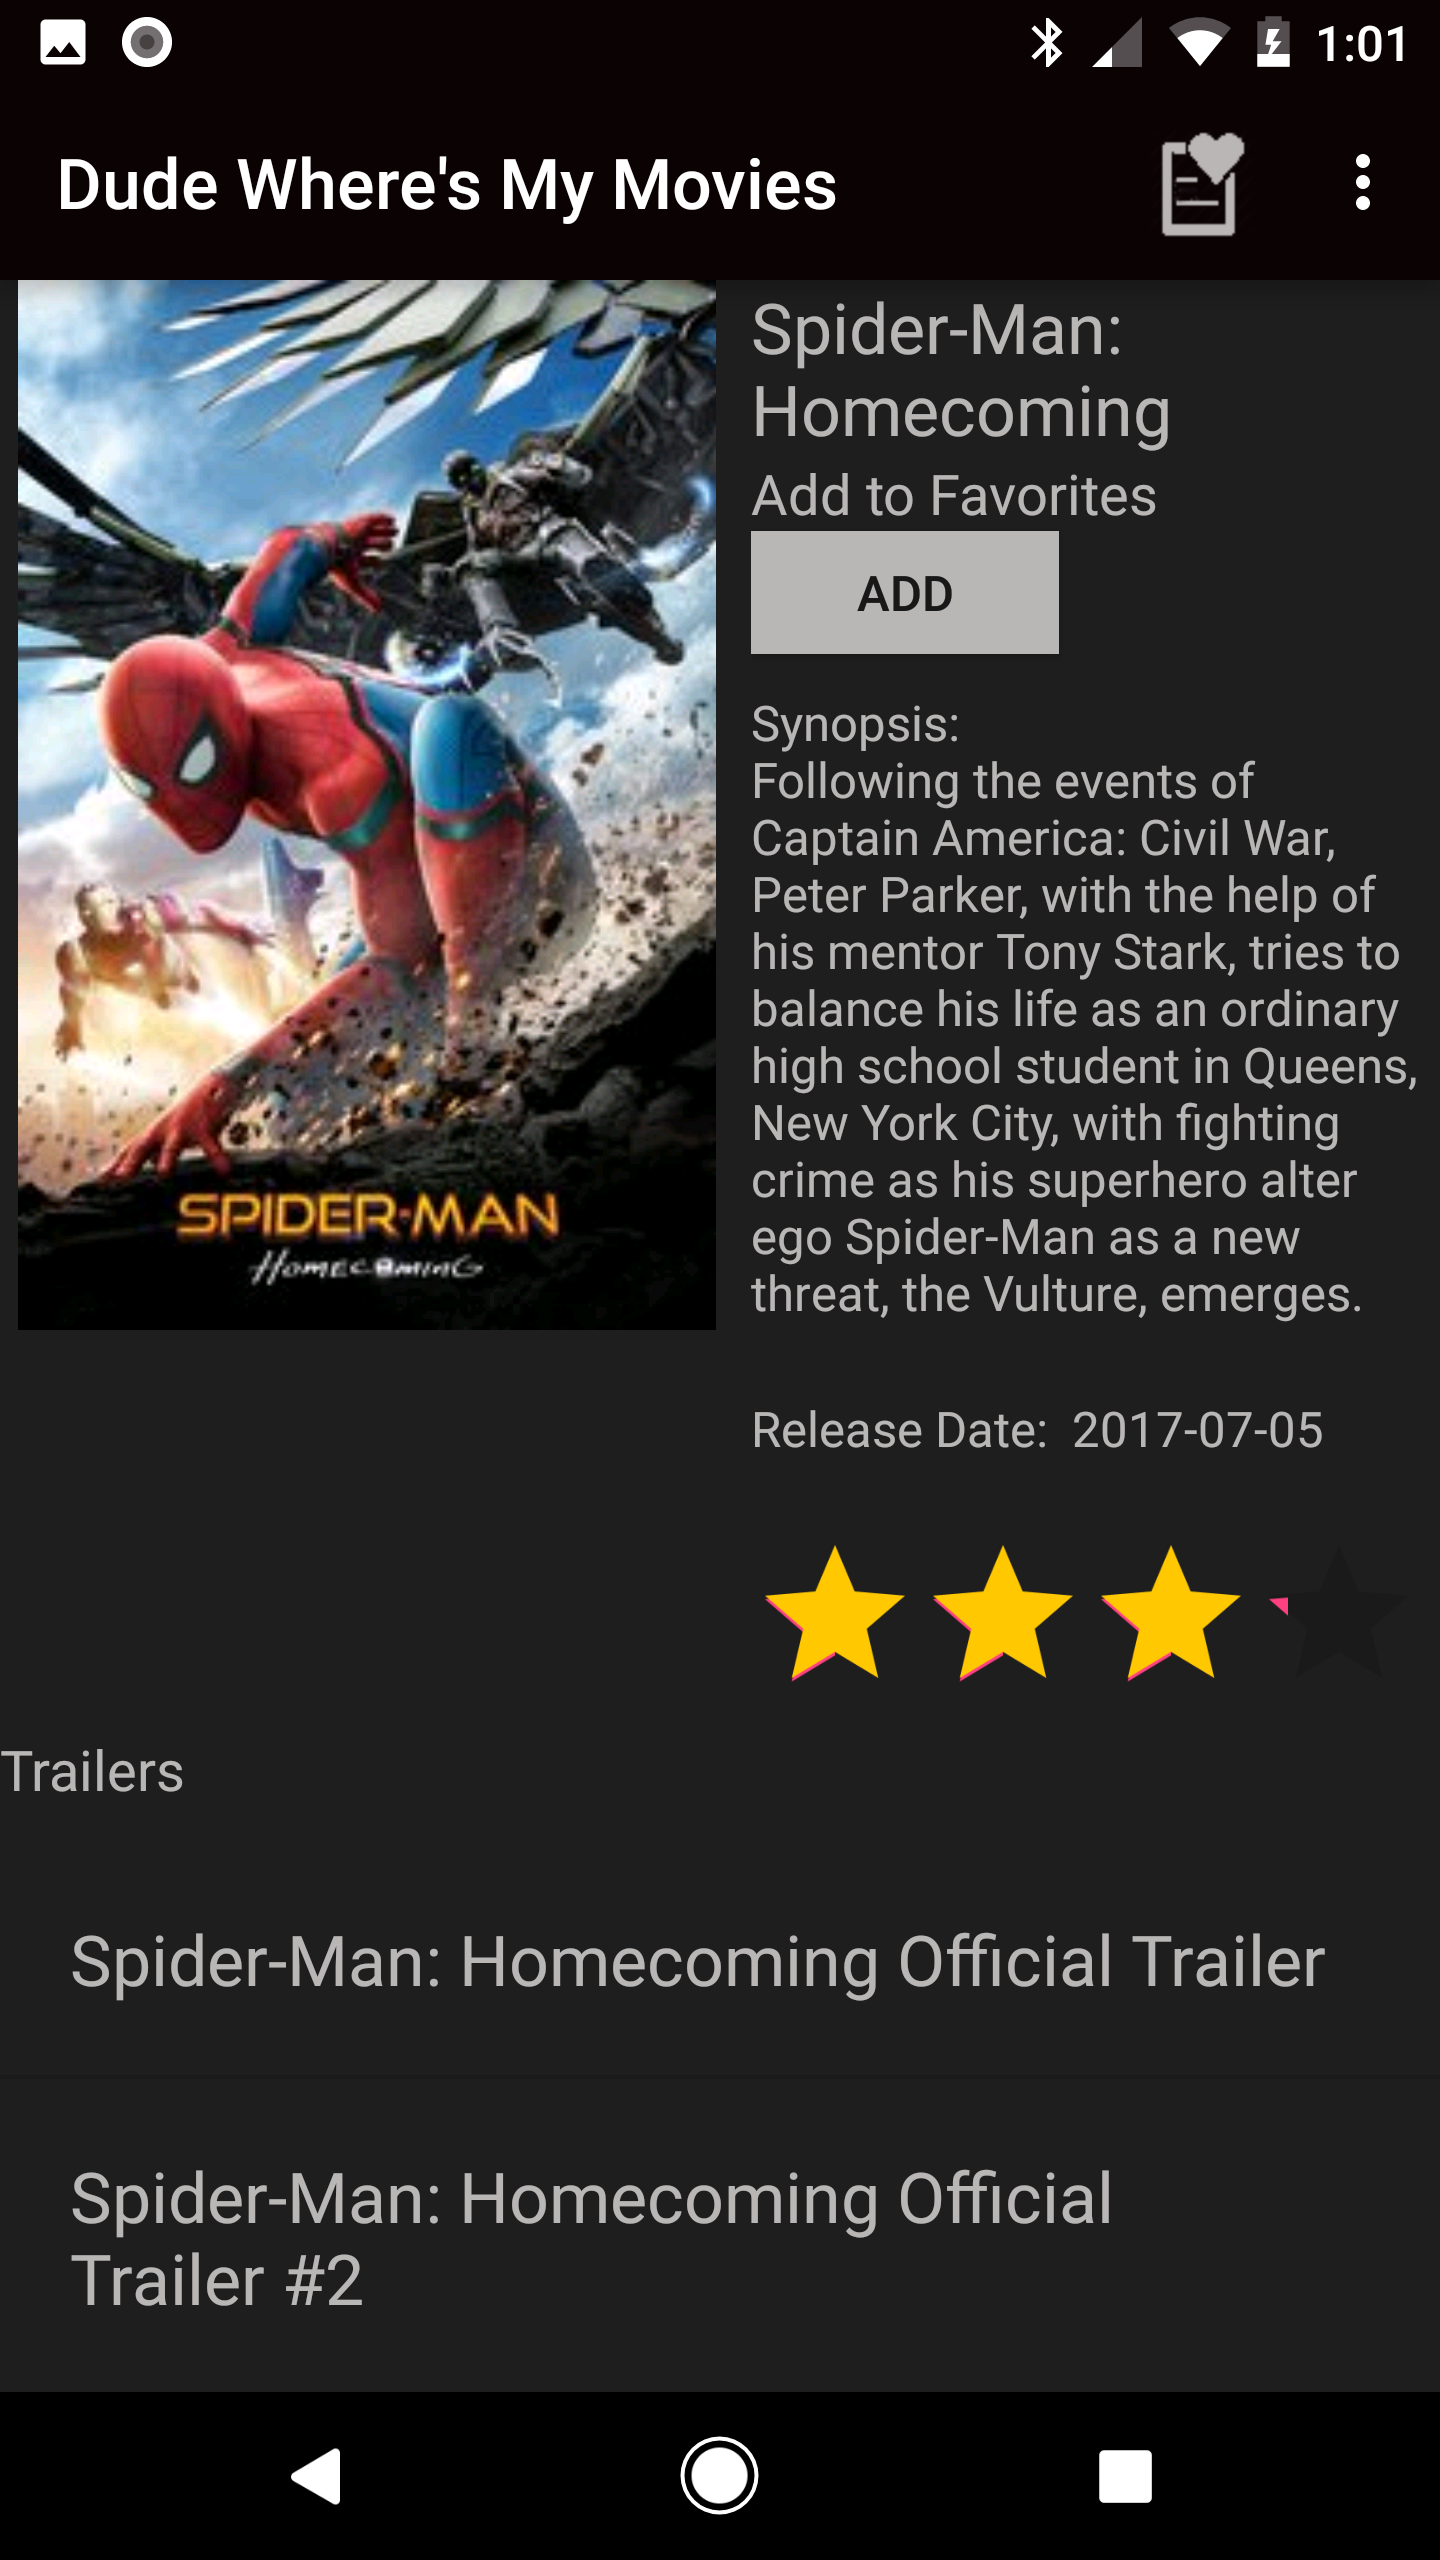 1:01
Dude Where's My Movies
Spider-Man:
Homecoming
Add to Favorites
ADD
Synopsis:
Following the events of
Captain America: Civil War,
Peter Parker, with the help of
his mentor Tony Stark, tries to
balance his life as an ordinary
high school student in Queens,
New York City, with fighting
crime as his superhero alter
ego Spider-Man as a new
threat, the Vulture, emerges.
SPIDER-MAN
HOMECOMING
Release Date:  2017-07-05
Trailers
Spider-Man: Homecoming Official Trailer
Spider-Man: Homecoming Official
Trailer #2